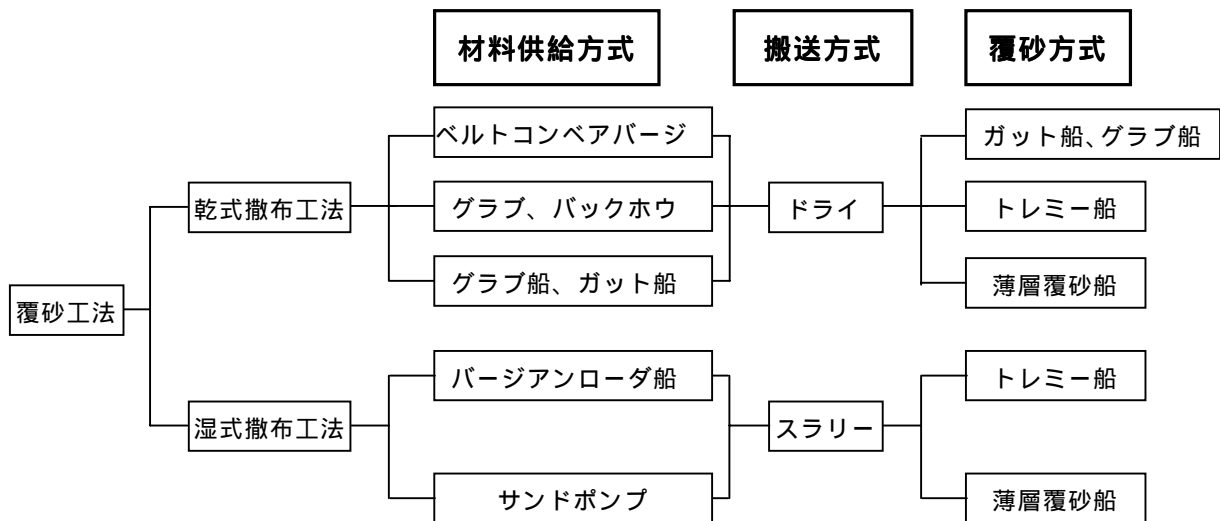 材料供給方式 搬送方式 覆砂方式
ベルトコンベアバージ ガット船、グラブ船
乾式撒布工法 グラブ、バックホウ ドライ トレミー船
グラブ船、ガット船 薄層覆砂船
覆砂工法
バージアンローダ船 トレミー船
湿式撒布工法 スラリー
サンドポンプ 薄層覆砂船